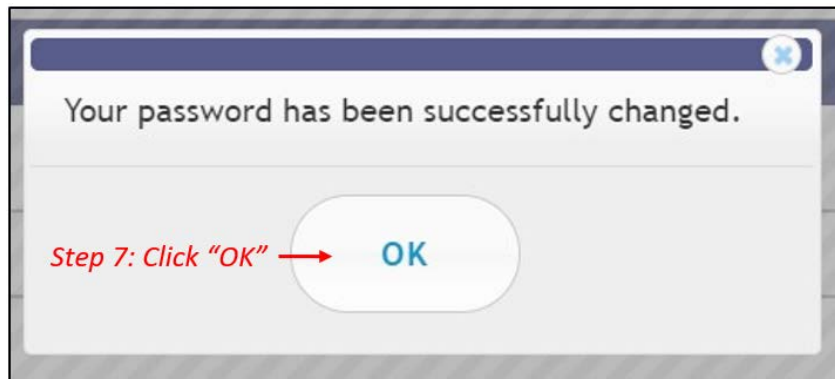 Your password has been successfully changed.
Step 7: Click “OK”
OK